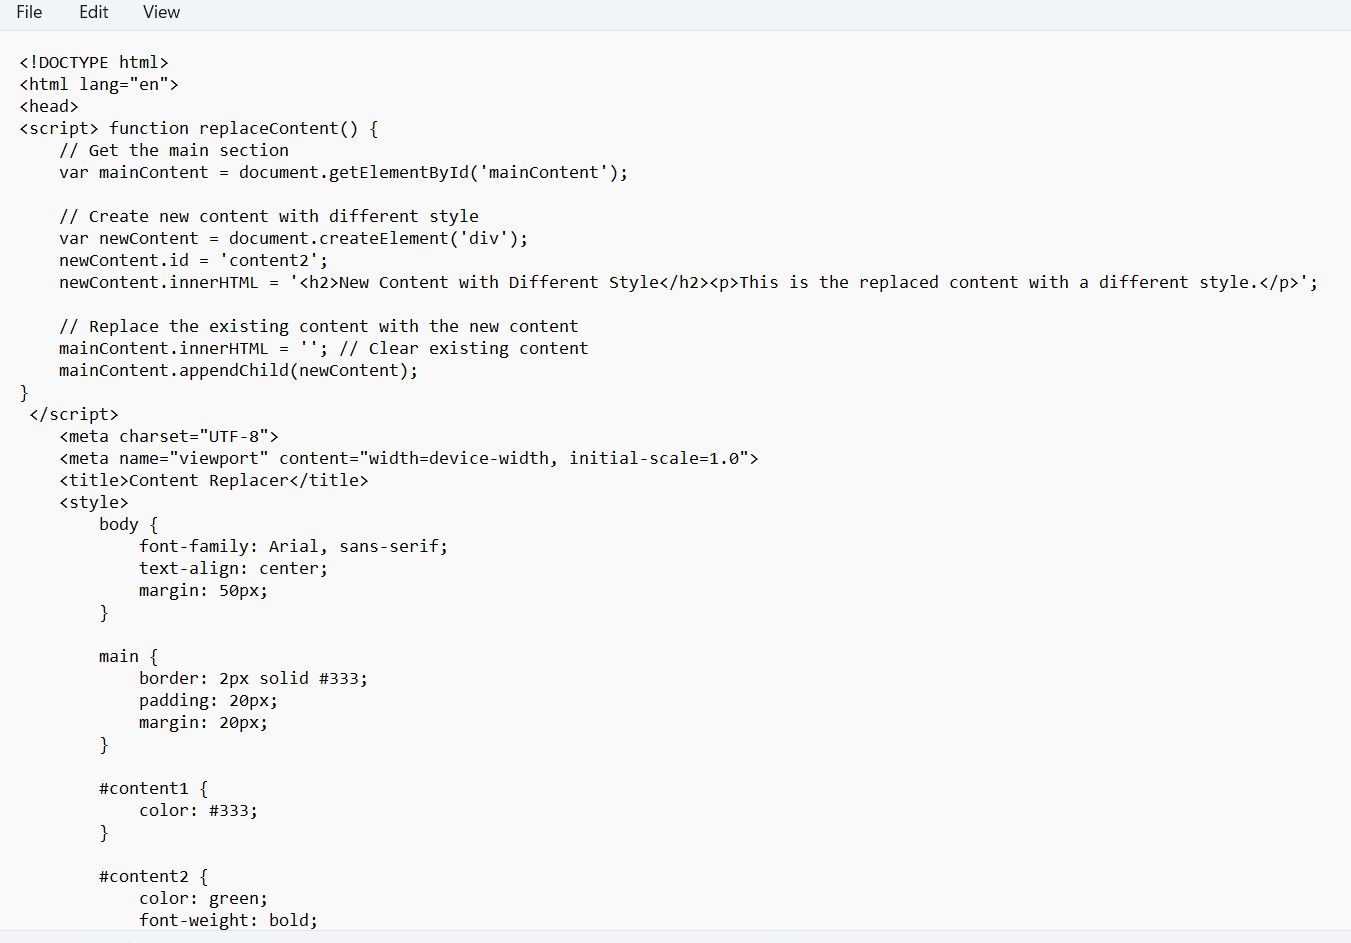 File Edit View
<!DOCTYPE html>
<html lang="en">
<head>
<script> function replaceContent() {
    // Get the main section
    var mainContent = document.getElementById('mainContent');

    // Create new content with different style
    var newContent = document.createElement('div');
    newContent.id = 'content2';
    newContent.innerHTML = '<h2>New Content with Different Style</h2><p>This is the replaced content with a different style.</p>';

    // Replace the existing content with the new content
    mainContent.innerHTML = ''; // Clear existing content
    mainContent.appendChild(newContent);
}
 </script>
    <meta charset="UTF-8">
    <meta name="viewport" content="width=device-width, initial-scale=1.0">
    <title>Content Replacer</title>
    <style>
        body {
            font-family: Arial, sans-serif;
            text-align: center;
            margin: 50px;
        }

        main {
            border: 2px solid #333;
            padding: 20px;
            margin: 20px;
        }

        #content1 {
            color: #333;
        }

        #content2 {
            color: green;
            font-weight: bold;